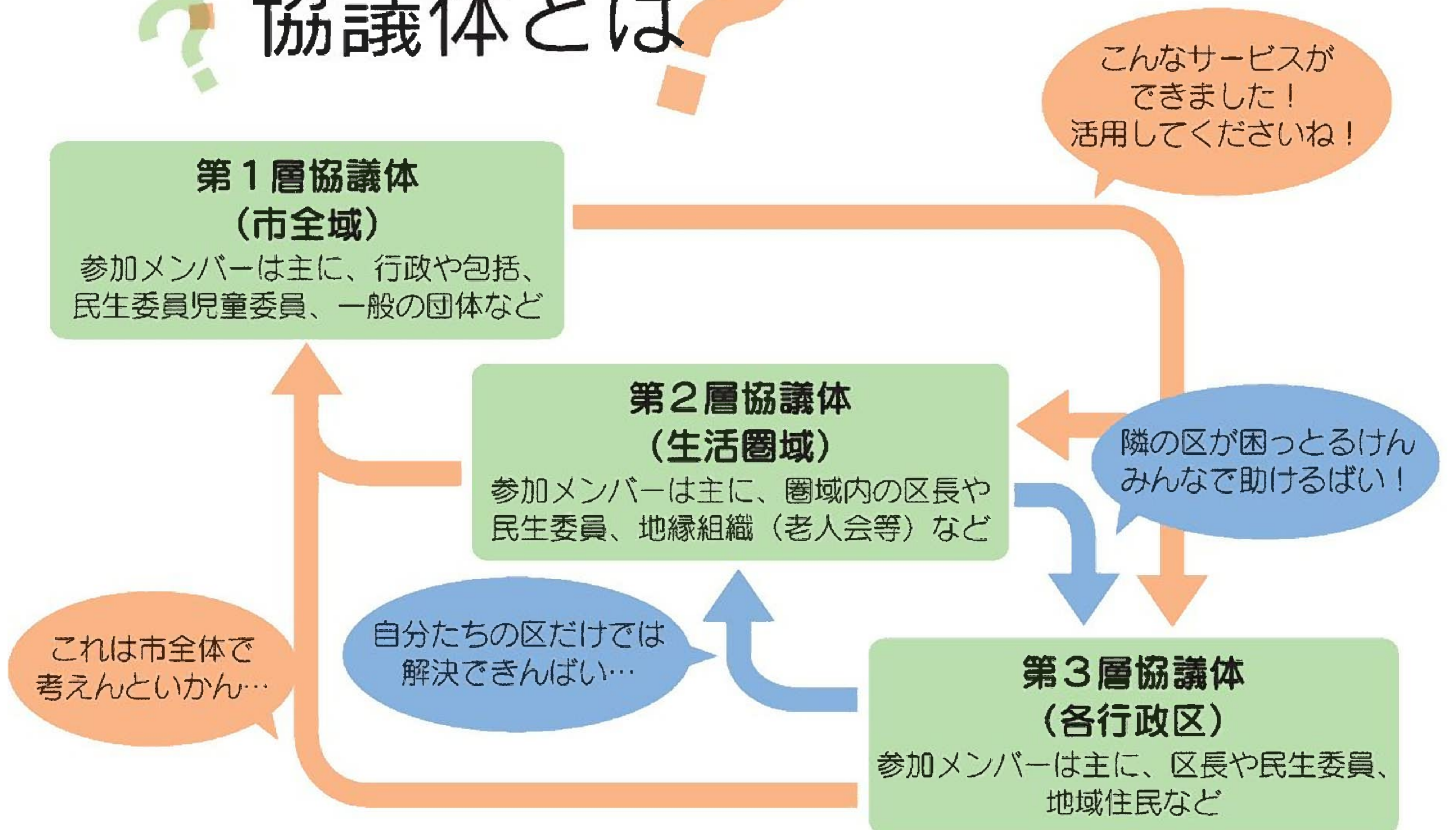 協議体とは
こんなサービスが
できました！
活用してくださいね！
第１層協議体
（市全域）
参加メンバーは主に、行政や包括、
民生委員児童委員、一般の団体など
第２層協議体
（生活圏域）
参加メンバーは主に、圏域内の区長や
民生委員、地縁組織（老人会等）など
隣の区が困っとるけん
みんなで助けるばい！
これは市全体で
考えんといかん…
自分たちの区だけでは
解決できんばい…
第３層協議体
（各行政区）
参加メンバーは主に、区長や民生委員、
地域住民など